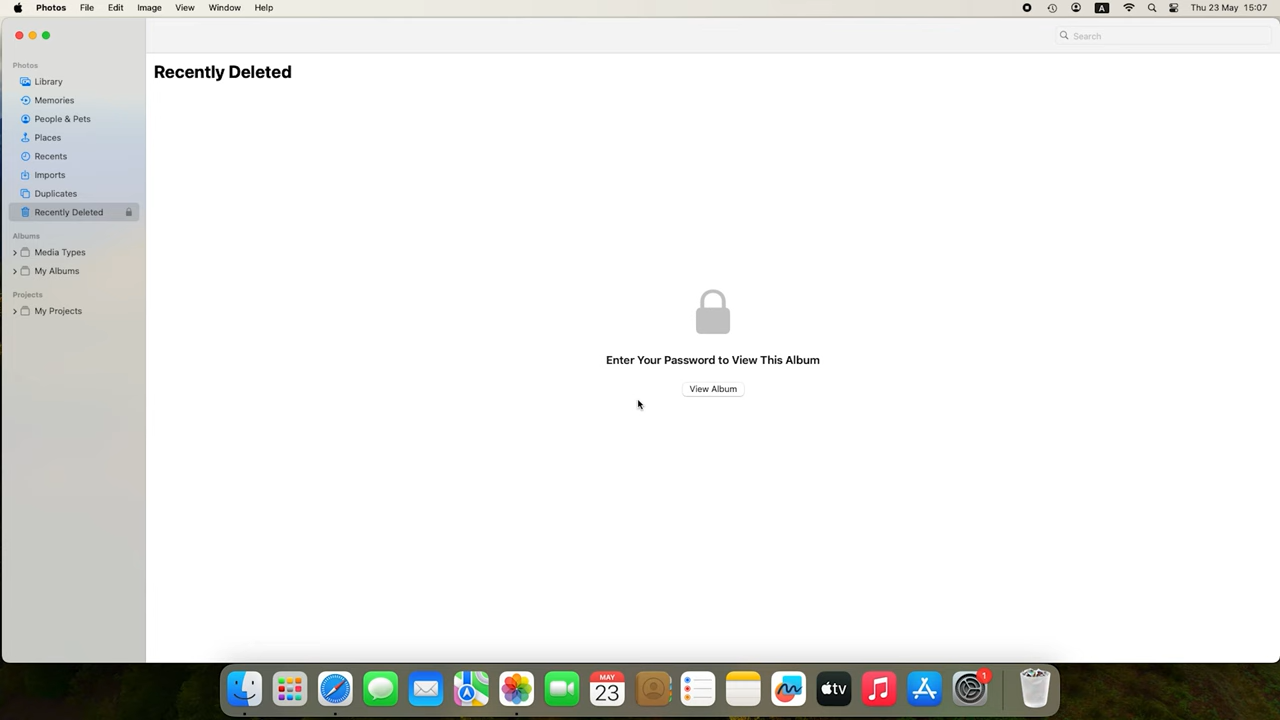 Photos File Edit Image View Window Help A Thu 23 May 15:07
Search
Photos
Library
Memories
People & Pets
Places
Recents
Imports
Duplicates
Recently Deleted
Albums
Media Types
My Albums
Projects
My Projects
Recently Deleted
Enter Your Password to View This Album
View Album
MAY
23
tv
1